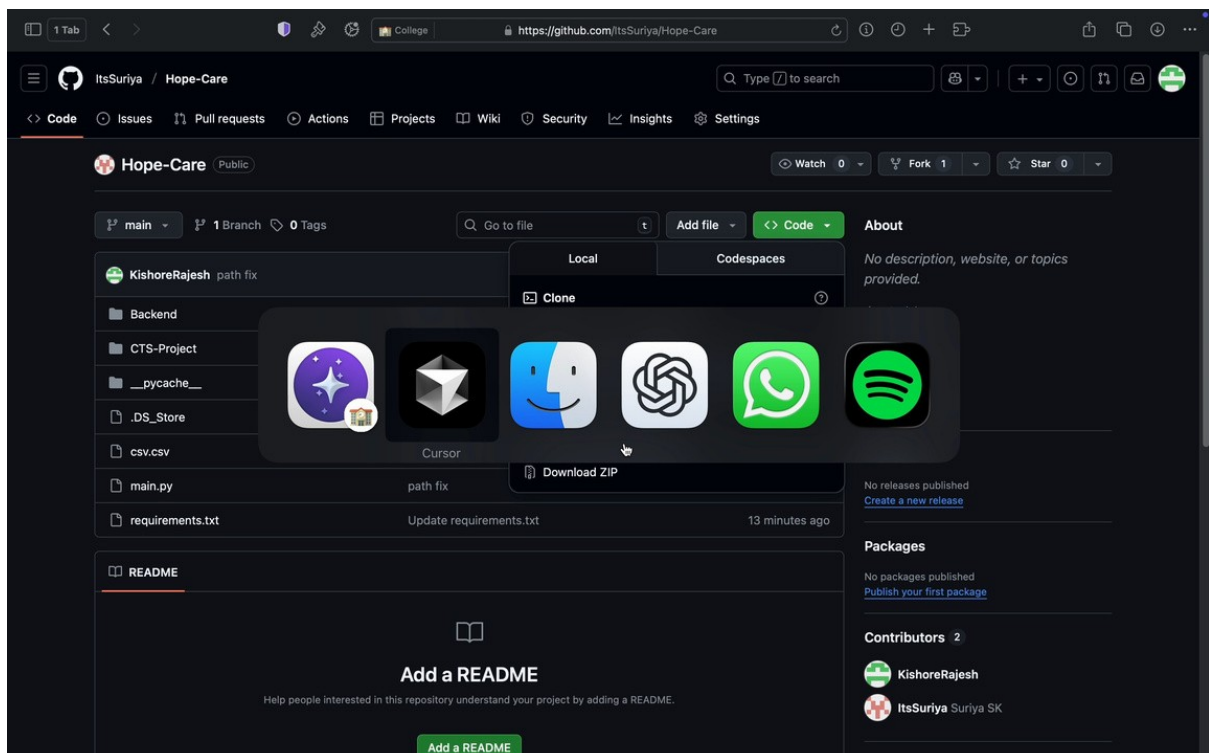 1 Tab
College
https://github.com/ItsSuriya/Hope-Care
ItsSuriya / Hope-Care
Type / to search
Code Issues Pull requests Actions Projects Wiki Security Insights Settings
Hope-Care Public
Watch 0 Fork 1 Star 0
main 1 Branch 0 Tags
Go to file t Add file Code
About
Local Codespaces
No description, website, or topics
provided.
KishoreRajesh path fix
Clone
Backend
CTS-Project
__pycache__
.DS_Store
csv.csv
Cursor
Download ZIP
main.py path fix
No releases published
Create a new release
requirements.txt Update requirements.txt 13 minutes ago
Packages
No packages published
Publish your first package
README
Contributors 2
KishoreRajesh
ItsSuriya Suriya SK
Add a README
Help people interested in this repository understand your project by adding a README.
Add a README